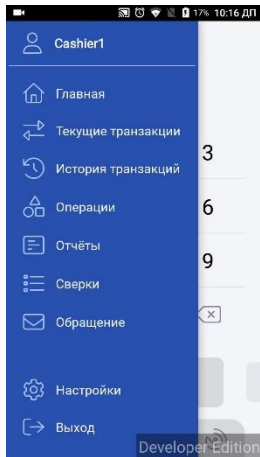 17% 10:16 ДП
Cashier1
Главная
Текущие транзакции
3
История транзакций
Операции
6
Отчёты
9
Сверки
Обращение
Настройки
Выход
Developer Edition